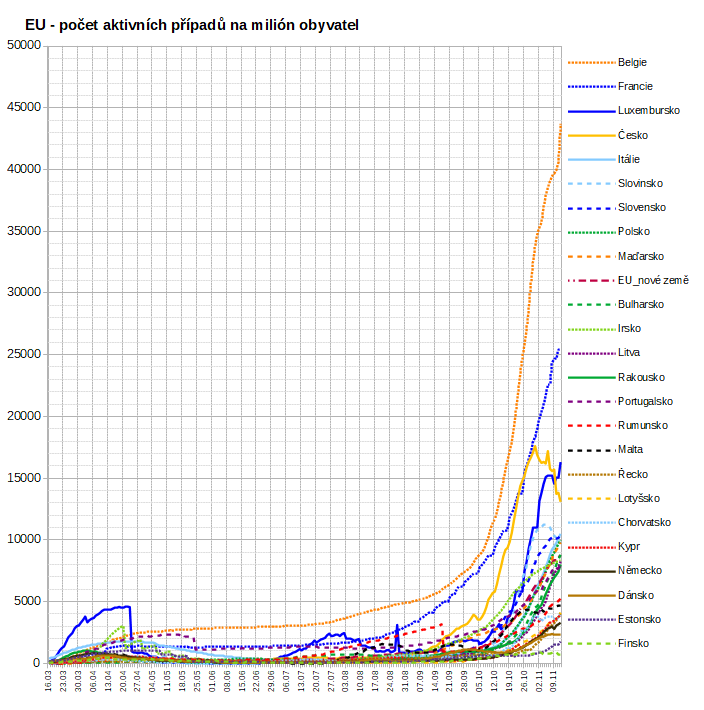 EU - počet aktivních případů na milión obyvatel
50000
45000
40000
35000
30000
25000
20000
15000
10000
5000
0
16.03
23.03
30.03
06.04
13.04
20.04
27.04
04.05
11.05
18.05
25.05
01.06
08.06
15.06
22.06
29.06
06.07
13.07
20.07
27.07
03.08
10.08
17.08
24.08
31.08
07.09
14.09
21.09
28.09
05.10
12.10
19.10
26.10
02.11
09.11
Belgie
Francie
Luxembursko
Česko
Itálie
Slovinsko
Slovensko
Polsko
Maďarsko
EU_nové země
Bulharsko
Irsko
Litva
Rakousko
Portugalsko
Rumunsko
Malta
Řecko
Lotyšsko
Chorvatsko
Kypr
Německo
Dánsko
Estonsko
Finsko